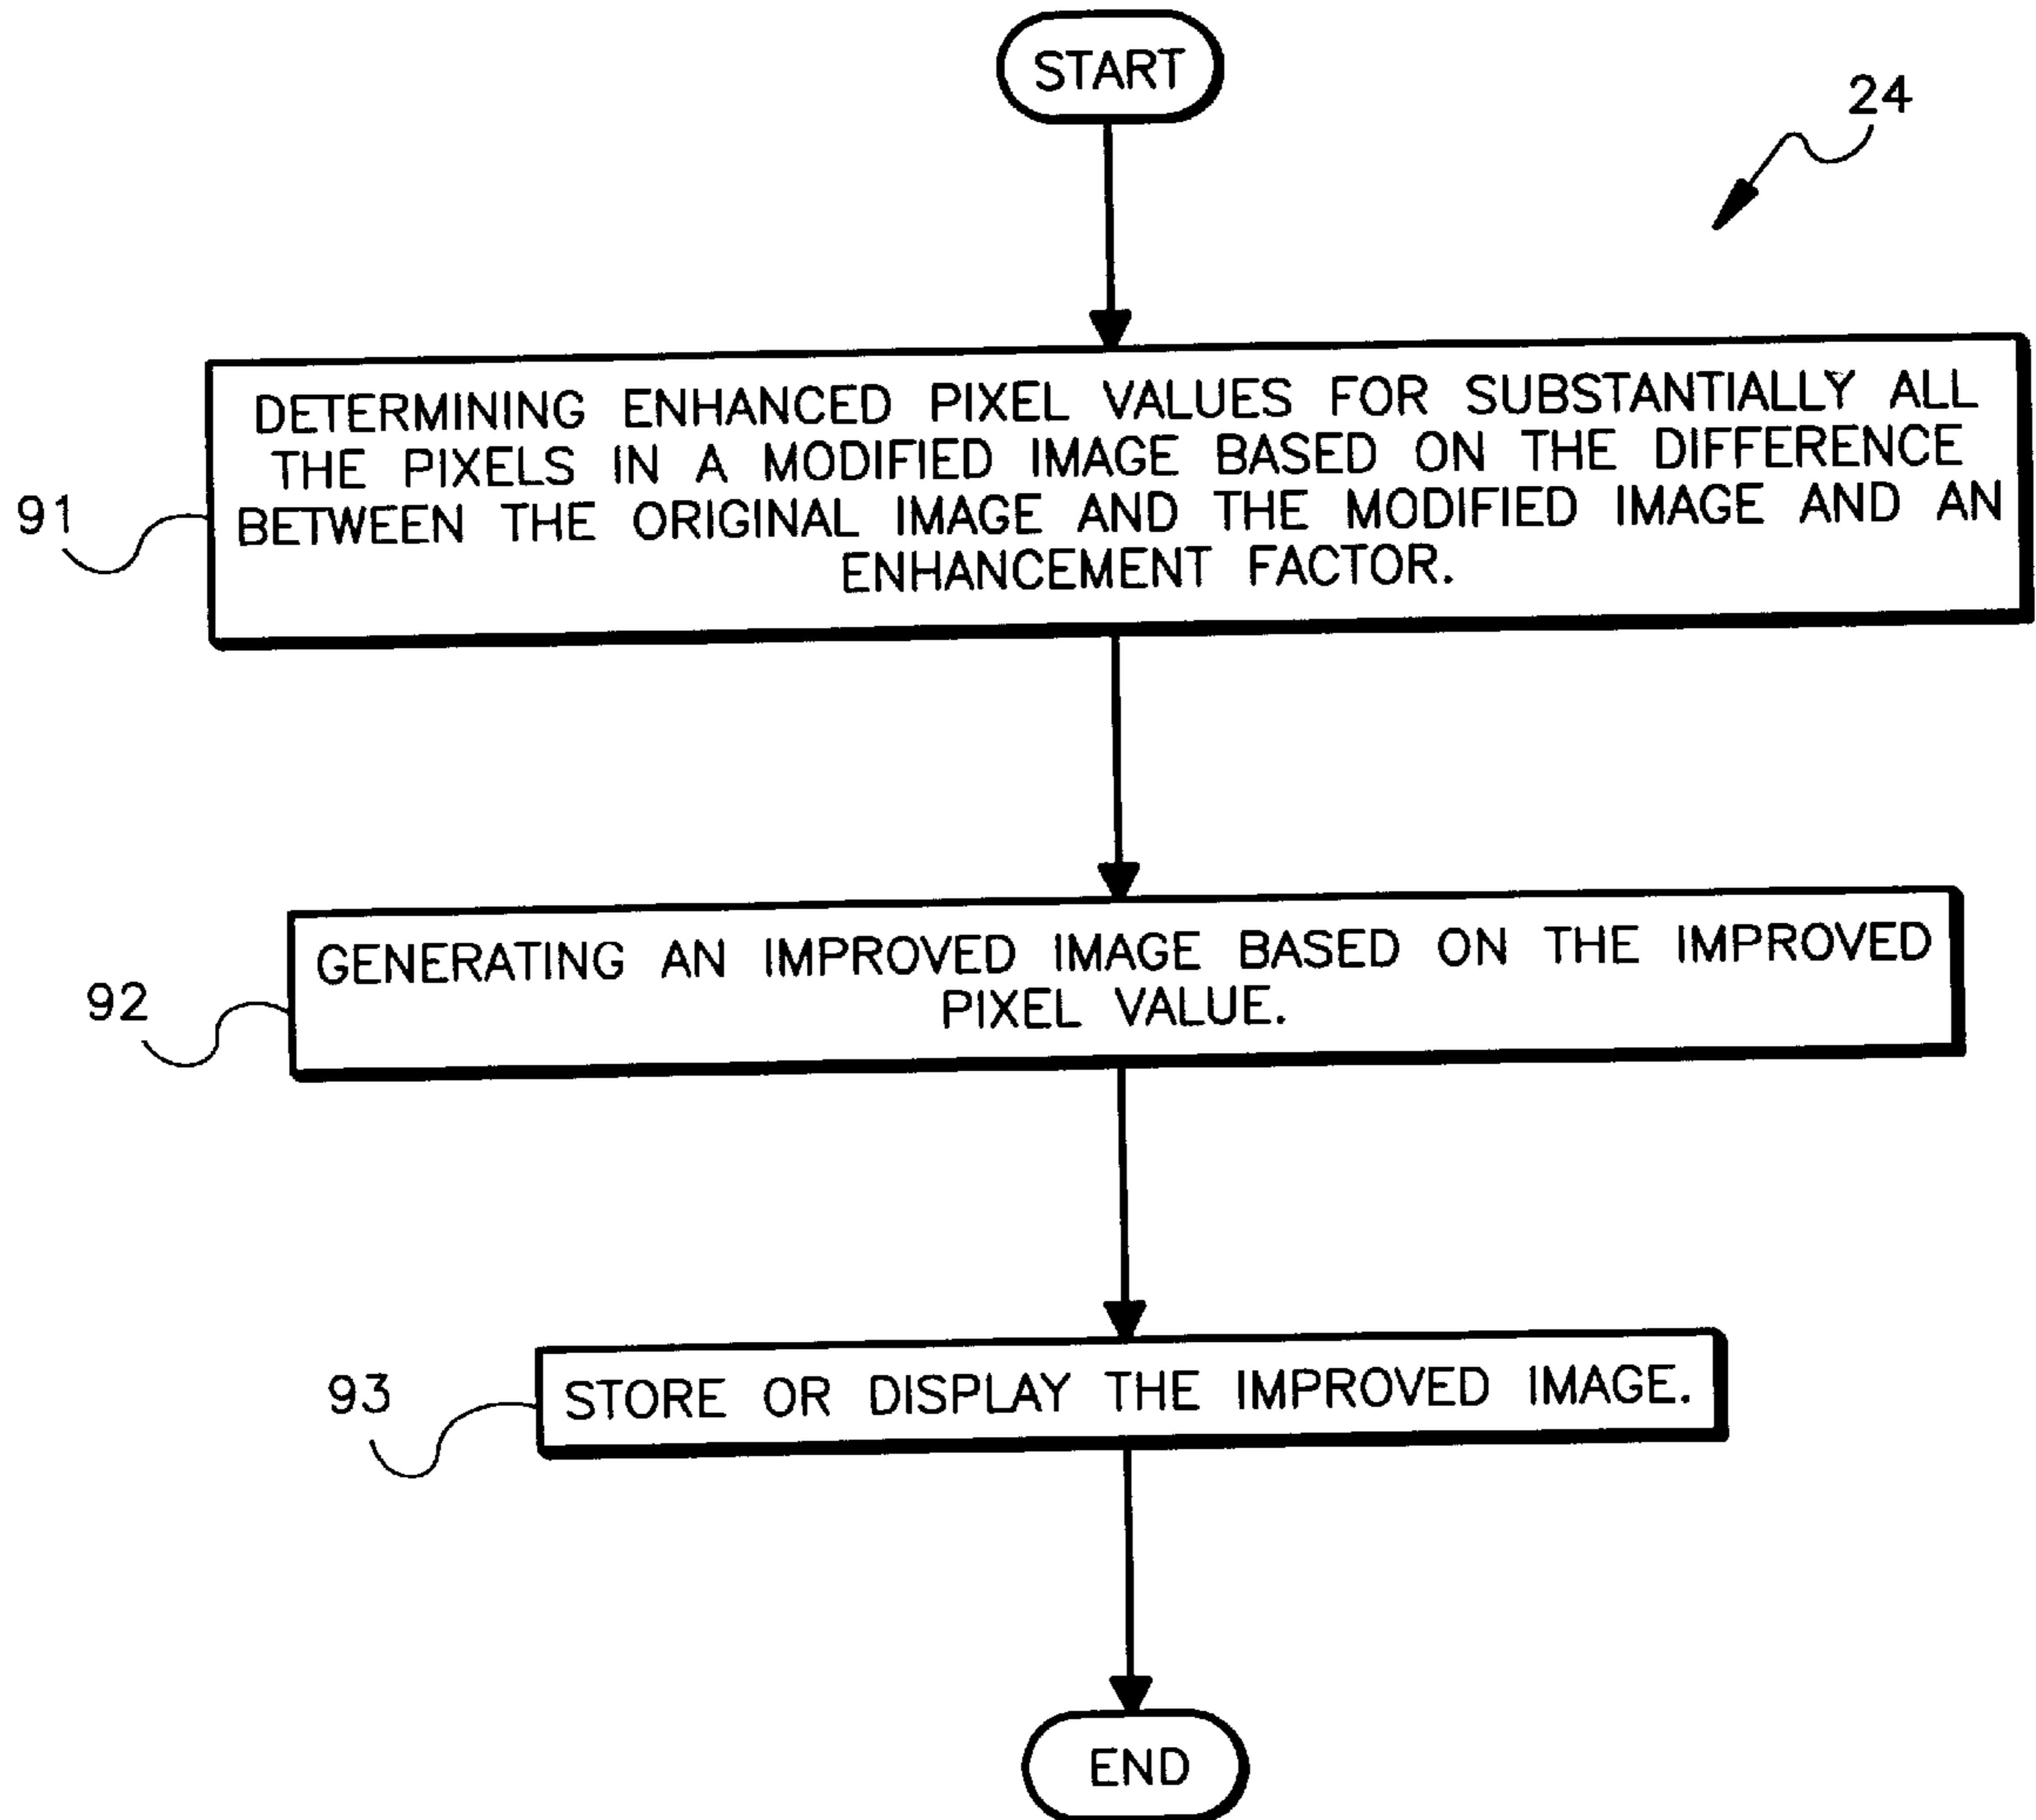 START
24
DETERMINING ENHANCED PIXEL VALUES FOR SUBSTANTIALLY ALL
THE PIXELS IN A MODIFIED IMAGE BASED ON THE DIFFERENCE
BETWEEN THE ORIGINAL IMAGE AND THE MODIFIED IMAGE AND AN
ENHANCEMENT FACTOR.
91
GENERATING AN IMPROVED IMAGE BASED ON THE IMPROVED
PIXEL VALUE.
92
STORE OR DISPLAY THE IMPROVED IMAGE.
93
END